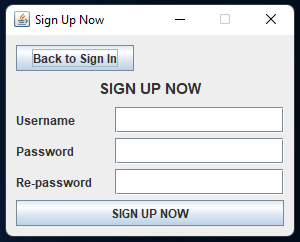 Sign Up Now
Back to Sign In
SIGN UP NOW
Username
Password
Re-password
SIGN UP NOW